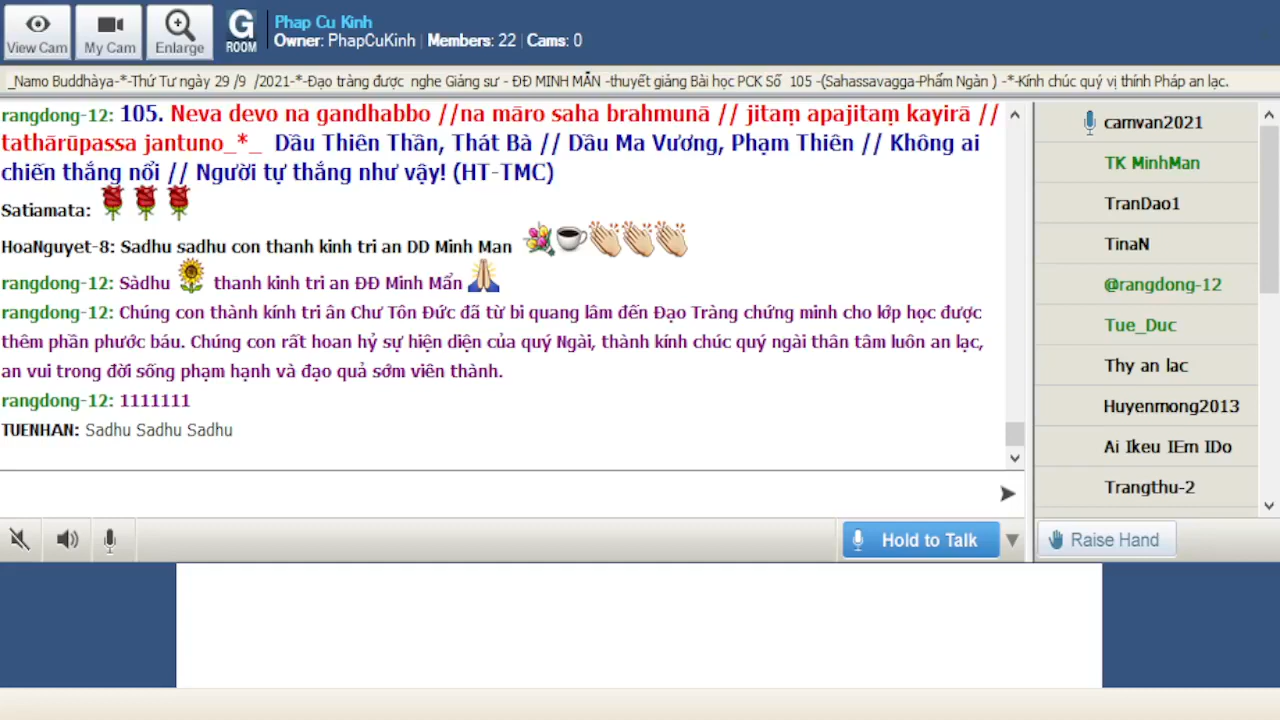 View Cam
My Cam
Enlarge
G
ROOM
Phap Cu Kinh
Owner: PhapCuKinh | Members: 22 | Cams: 0
_Namo Buddhàya-*-Thứ Tư ngày 29 /9 /2021-*-Đạo tràng được nghe Giảng sư - ĐĐ MINH MẪN -thuyết giảng Bài học PCK Số 105 -(Sahassavagga-Phẩm Ngàn ) -*-Kính chúc quý vị thính Pháp an lạc.
rangdong-12: 105. Neva devo na gandhabbo //na māro saha brahmunā // jitaṃ apajitaṃ kayirā //
tathārūpassa jantuno_*_ Dầu Thiên Thần, Thát Bà // Dầu Ma Vương, Phạm Thiên // Không ai
chiến thắng nổi // Người tự thắng như vậy! (HT-TMC)
Satiamata:
HoaNguyet-8: Sadhu sadhu con thanh kinh tri an DD Minh Man
rangdong-12: Sàdhu thanh kinh tri an ĐĐ Minh Mẩn
rangdong-12: Chúng con thành kính tri ân Chư Tôn Đức đã từ bi quang lâm đến Đạo Tràng chứng minh cho lớp học được
thêm phần phước báu. Chúng con rất hoan hỷ sự hiện diện của quý Ngài, thành kính chúc quý ngài thân tâm luôn an lạc,
an vui trong đời sống phạm hạnh và đạo quả sớm viên thành.
rangdong-12: 1111111
TUENHAN: Sadhu Sadhu Sadhu
camvan2021
TK MinhMan
TranDao1
TinaN
@rangdong-12
Tue_Duc
Thy an lac
Huyenmong2013
Ai Ikeu IEm IDo
Trangthu-2
Hold to Talk
Raise Hand